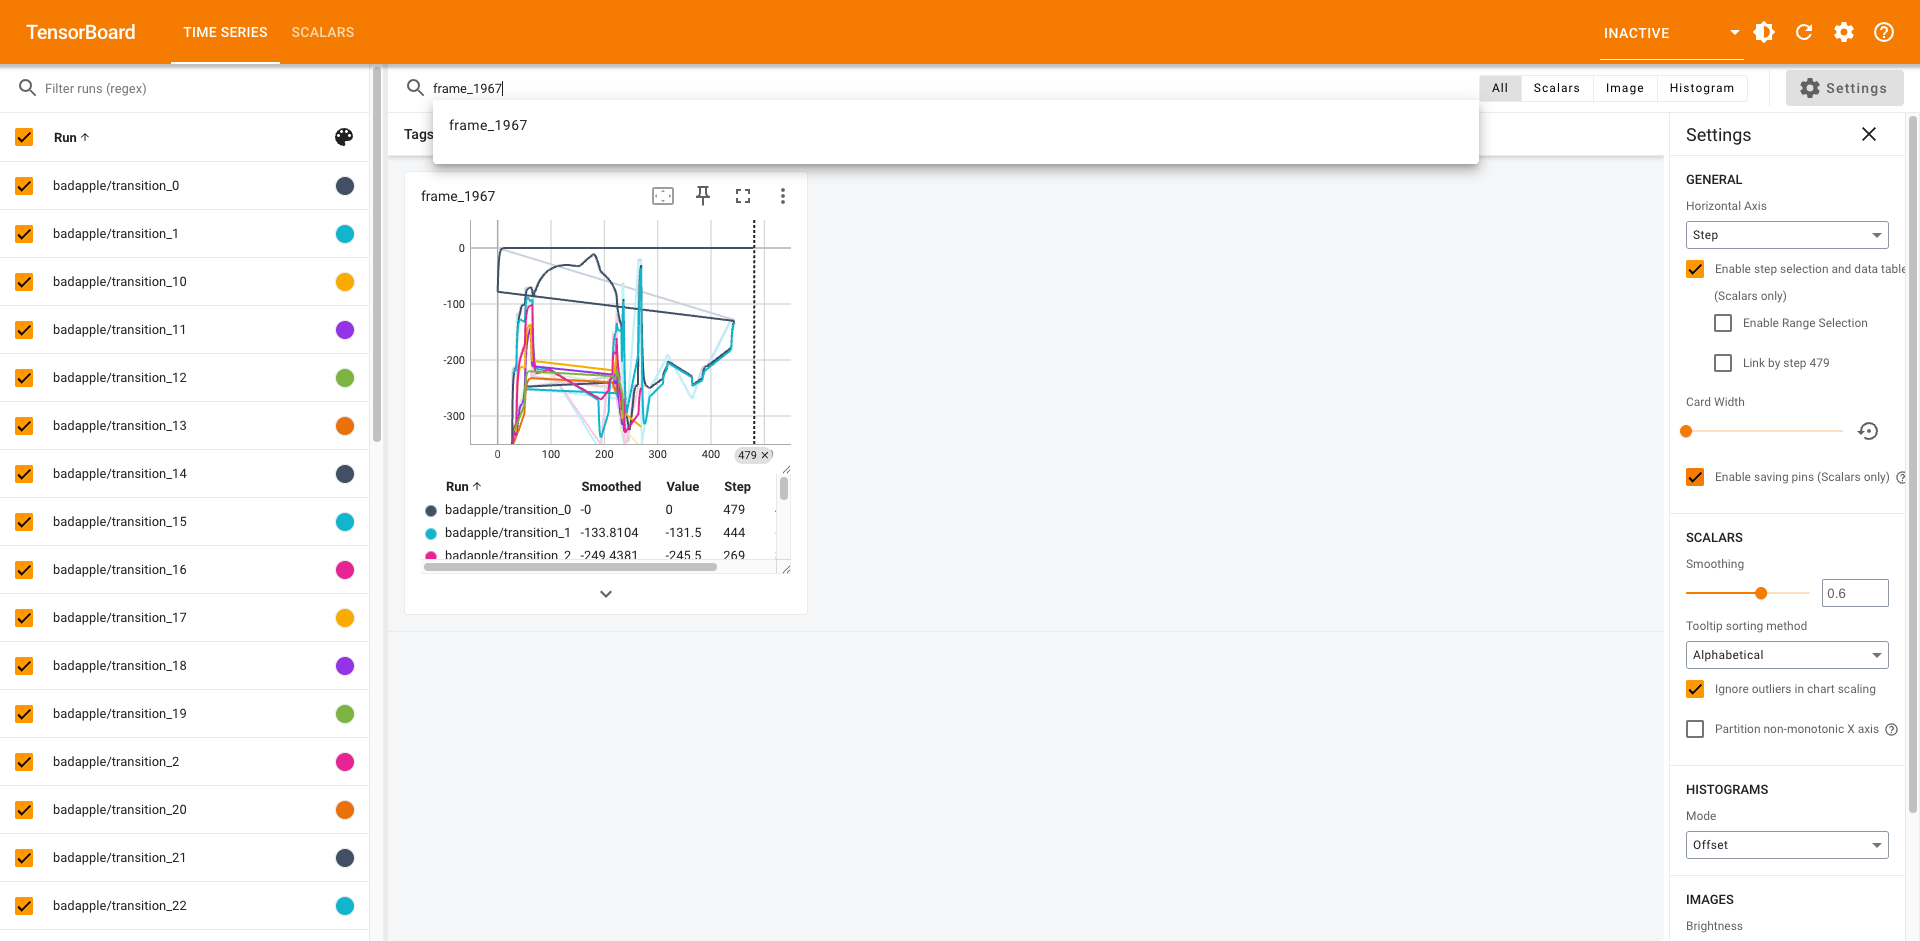 TensorBoard
TIME SERIES
SCALARS
INACTIVE
Filter runs (regex)
frame_1967
All
Scalars
Image
Histogram
Settings
frame_1967
Run
Tags
badapple/transition_0
badapple/transition_1
badapple/transition_10
badapple/transition_11
badapple/transition_12
badapple/transition_13
badapple/transition_14
badapple/transition_15
badapple/transition_16
badapple/transition_17
badapple/transition_18
badapple/transition_19
badapple/transition_2
badapple/transition_20
badapple/transition_21
badapple/transition_22
frame_1967
0
-100
-200
-300
0 100 200 300 400 479
Run Smoothed Value Step
badapple/transition_0 -0 0 479
badapple/transition_1 -133.8104 -131.5 444
badapple/transition_2 -249.4381 -245.5 269
Settings
GENERAL
Horizontal Axis
Step
Enable step selection and data table
(Scalars only)
Enable Range Selection
Link by step 479
Card Width
Enable saving pins (Scalars only)
SCALARS
Smoothing
0.6
Tooltip sorting method
Alphabetical
Ignore outliers in chart scaling
Partition non-monotonic X axis
HISTOGRAMS
Mode
Offset
IMAGES
Brightness